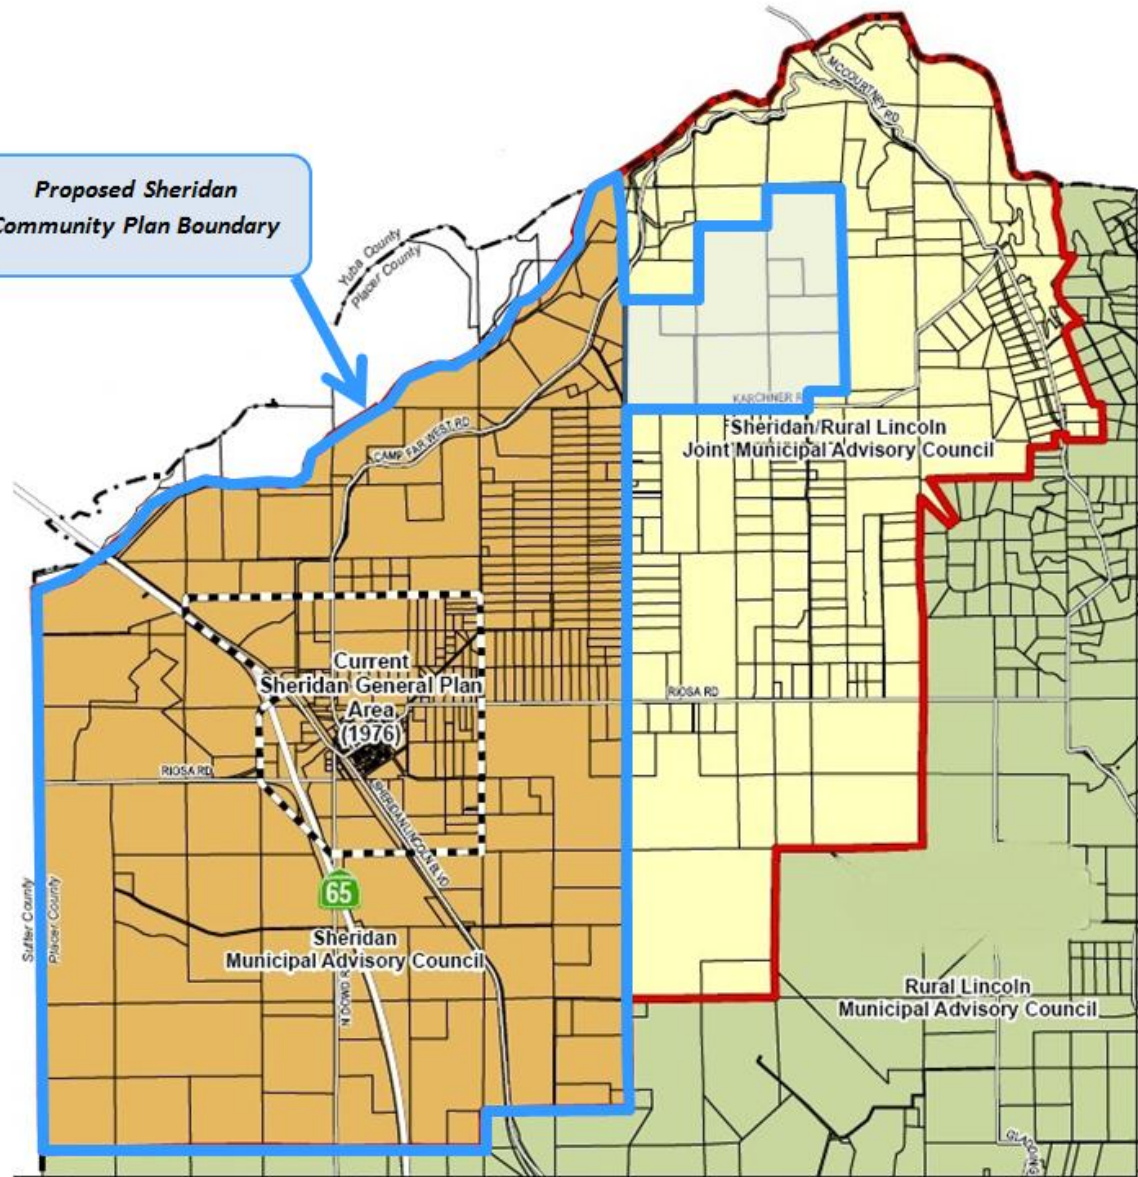 MCCOURTNEY RD
Proposed Sheridan
Community Plan Boundary
Yuba County
Placer County
KARCHNER R
Sheridan/Rural Lincoln
Joint Municipal Advisory Council
CAMP FAR WEST RD
Current
Sheridan General Plan
Area
(1976)
RIOSA RD
RIOSA RD
SHERIDAN LINCOLN BLVD
65
Sutter County
Placer County
Sheridan
Municipal Advisory Council
N DOWD R
Rural Lincoln
Municipal Advisory Council
GLADDING